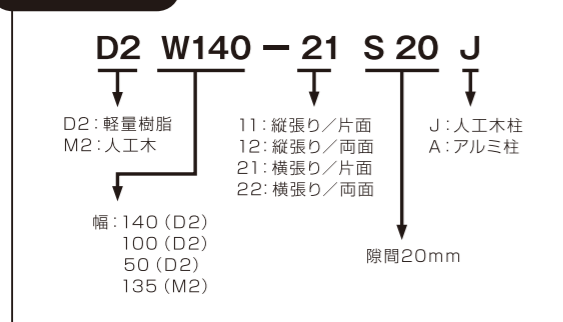 D2 W140 − 21 S 20 J
D2：軽量樹脂
M2：人工木
幅：140（D2）
100（D2）
50（D2）
135（M2）
11：縦張り／片面
12：縦張り／両面
21：横張り／片面
22：横張り／両面
隙間20mm
J：人工木柱
A：アルミ柱